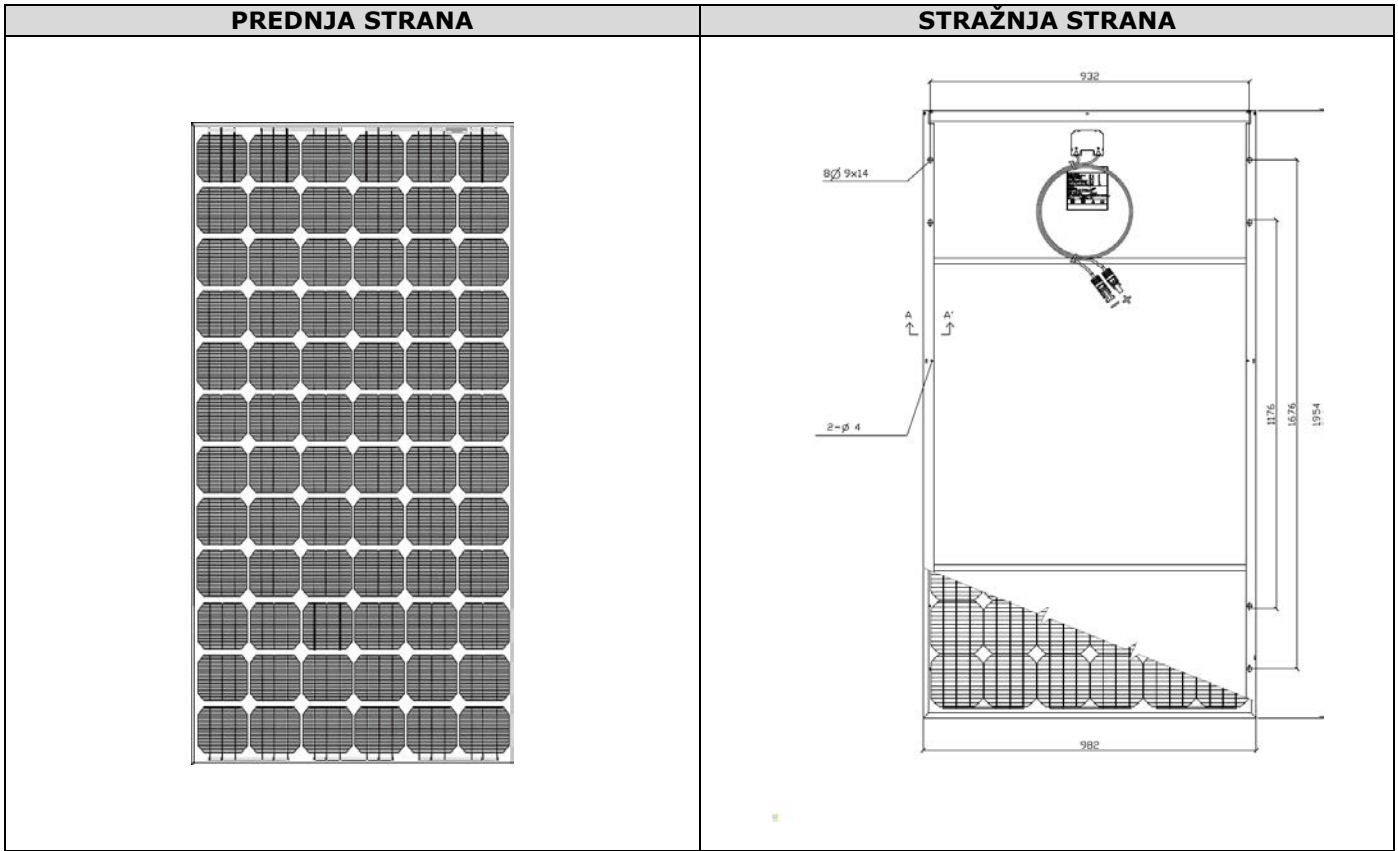 PREDNJA STRANA
STRAŽNJA STRANA
932
8Ø 9x14
A A'
2-ø 4
1176
1676
1954
+
-
982